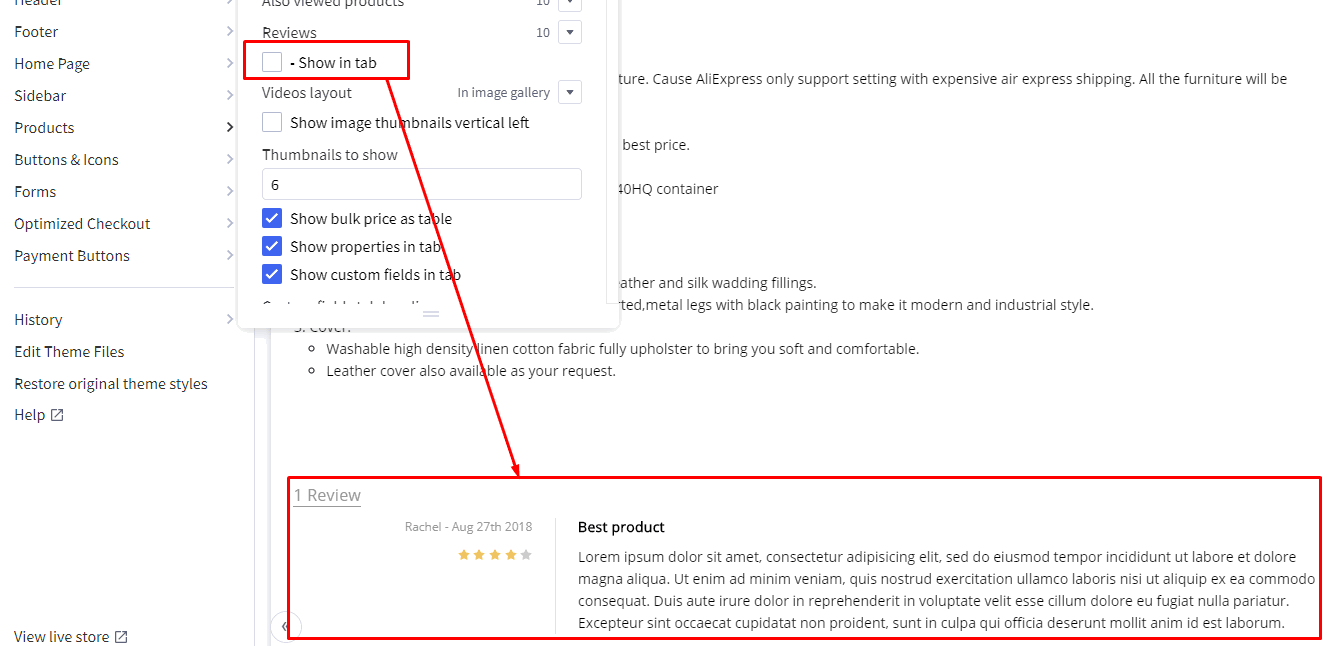 Header
Footer
Home Page
Sidebar
Products
Buttons & Icons
Forms
Optimized Checkout
Payment Buttons
History
Edit Theme Files
Restore original theme styles
Help
View live store
Also viewed products 10
Reviews 10
- Show in tab
Videos layout In image gallery
Show image thumbnails vertical left
Thumbnails to show
6
Show bulk price as table
Show properties in tab
Show custom fields in tab
ture. Cause AliExpress only support setting with expensive air express shipping. All the furniture will be
best price.
40HQ container
eather and silk wadding fillings.
rted,metal legs with black painting to make it modern and industrial style.
Cover:
Washable high density linen cotton fabric fully upholster to bring you soft and comfortable.
Leather cover also available as your request.
1 Review
Rachel - Aug 27th 2018
Best product
Lorem ipsum dolor sit amet, consectetur adipisicing elit, sed do eiusmod tempor incididunt ut labore et dolore
magna aliqua. Ut enim ad minim veniam, quis nostrud exercitation ullamco laboris nisi ut aliquip ex ea commodo
consequat. Duis aute irure dolor in reprehenderit in voluptate velit esse cillum dolore eu fugiat nulla pariatur.
Excepteur sint occaecat cupidatat non proident, sunt in culpa qui officia deserunt mollit anim id est laborum.